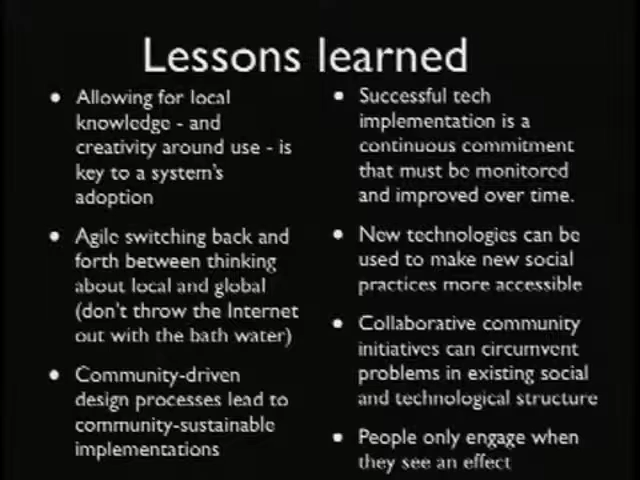 Lessons learned
• Allowing for local
knowledge - and
creativity around use - is
key to a system's
adoption
• Agile switching back and
forth between thinking
about local and global
(don't throw the Internet
out with the bath water)
• Community-driven
design processes lead to
community-sustainable
implementations
• Successful tech
implementation is a
continuous commitment
that must be monitored
and improved over time.
• New technologies can be
used to make new social
practices more accessible
• Collaborative community
initiatives can circumvent
problems in existing social
and technological structure
• People only engage when
they see an effect